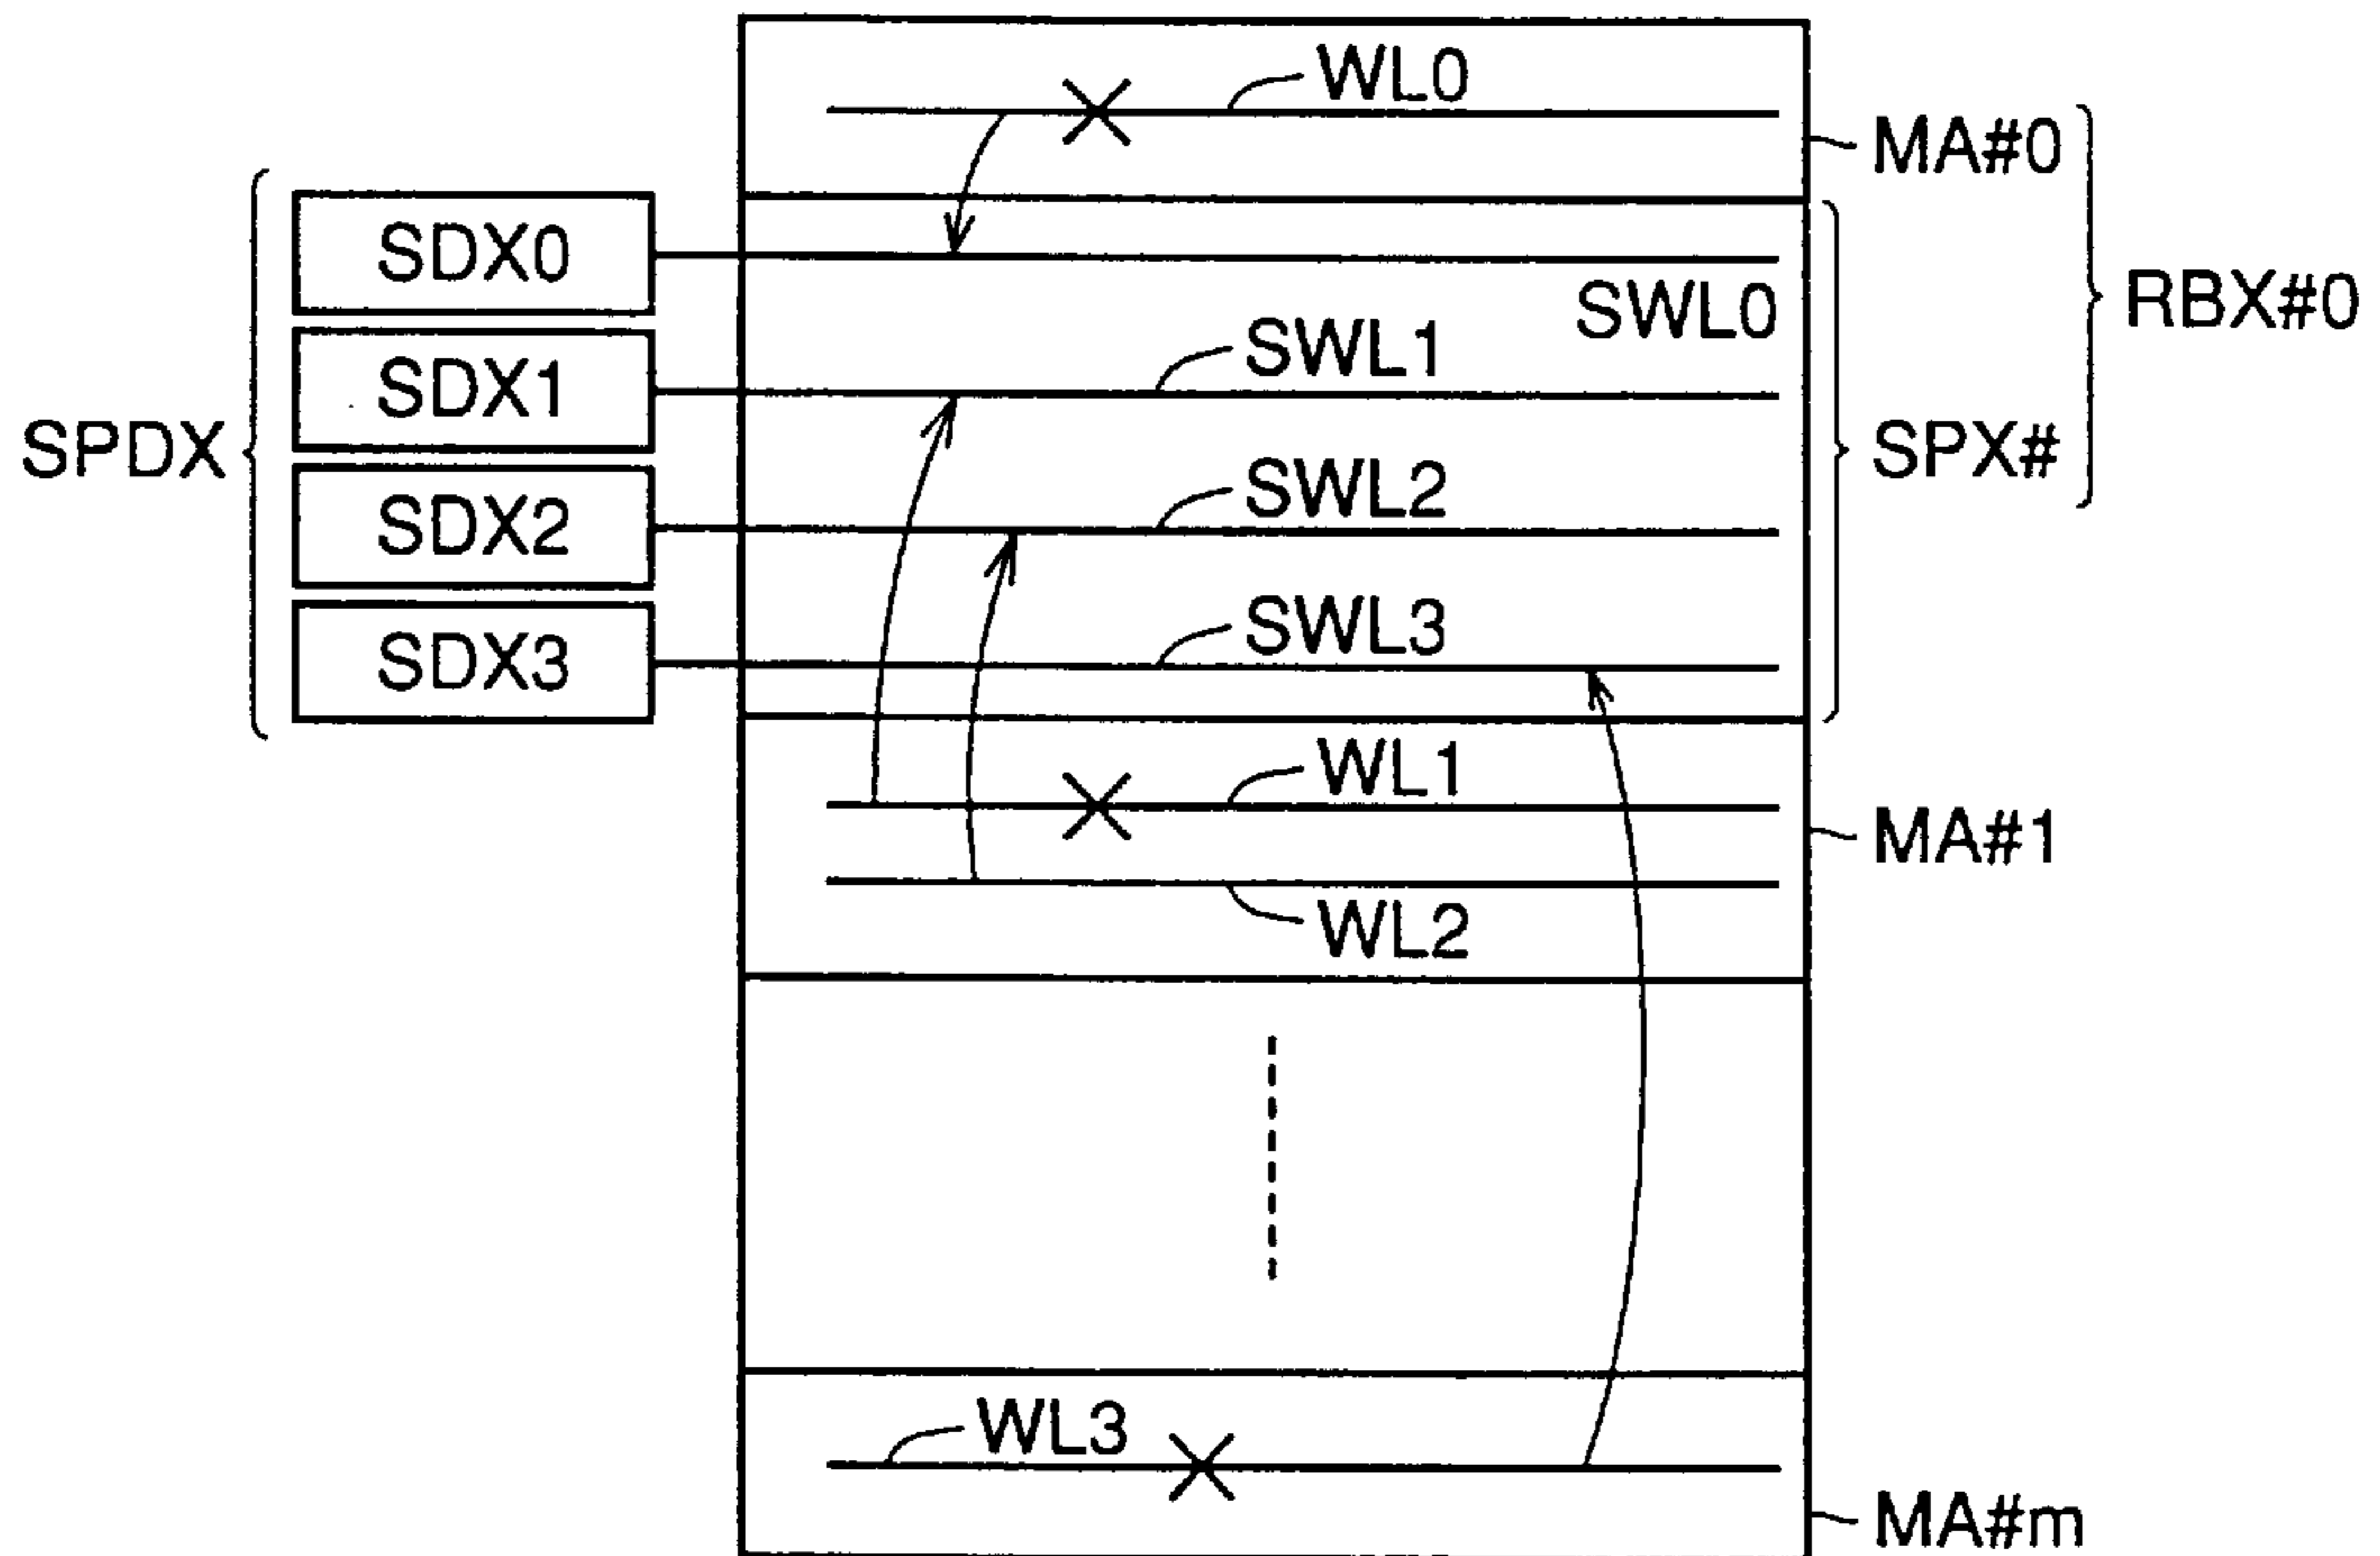 WL0
MA#0
SDX0
SWL0
RBX#0
SDX1
SWL1
SPDX
SPX#
SDX2
SWL2
SDX3
SWL3
WL1
MA#1
WL2
WL3
MA#m